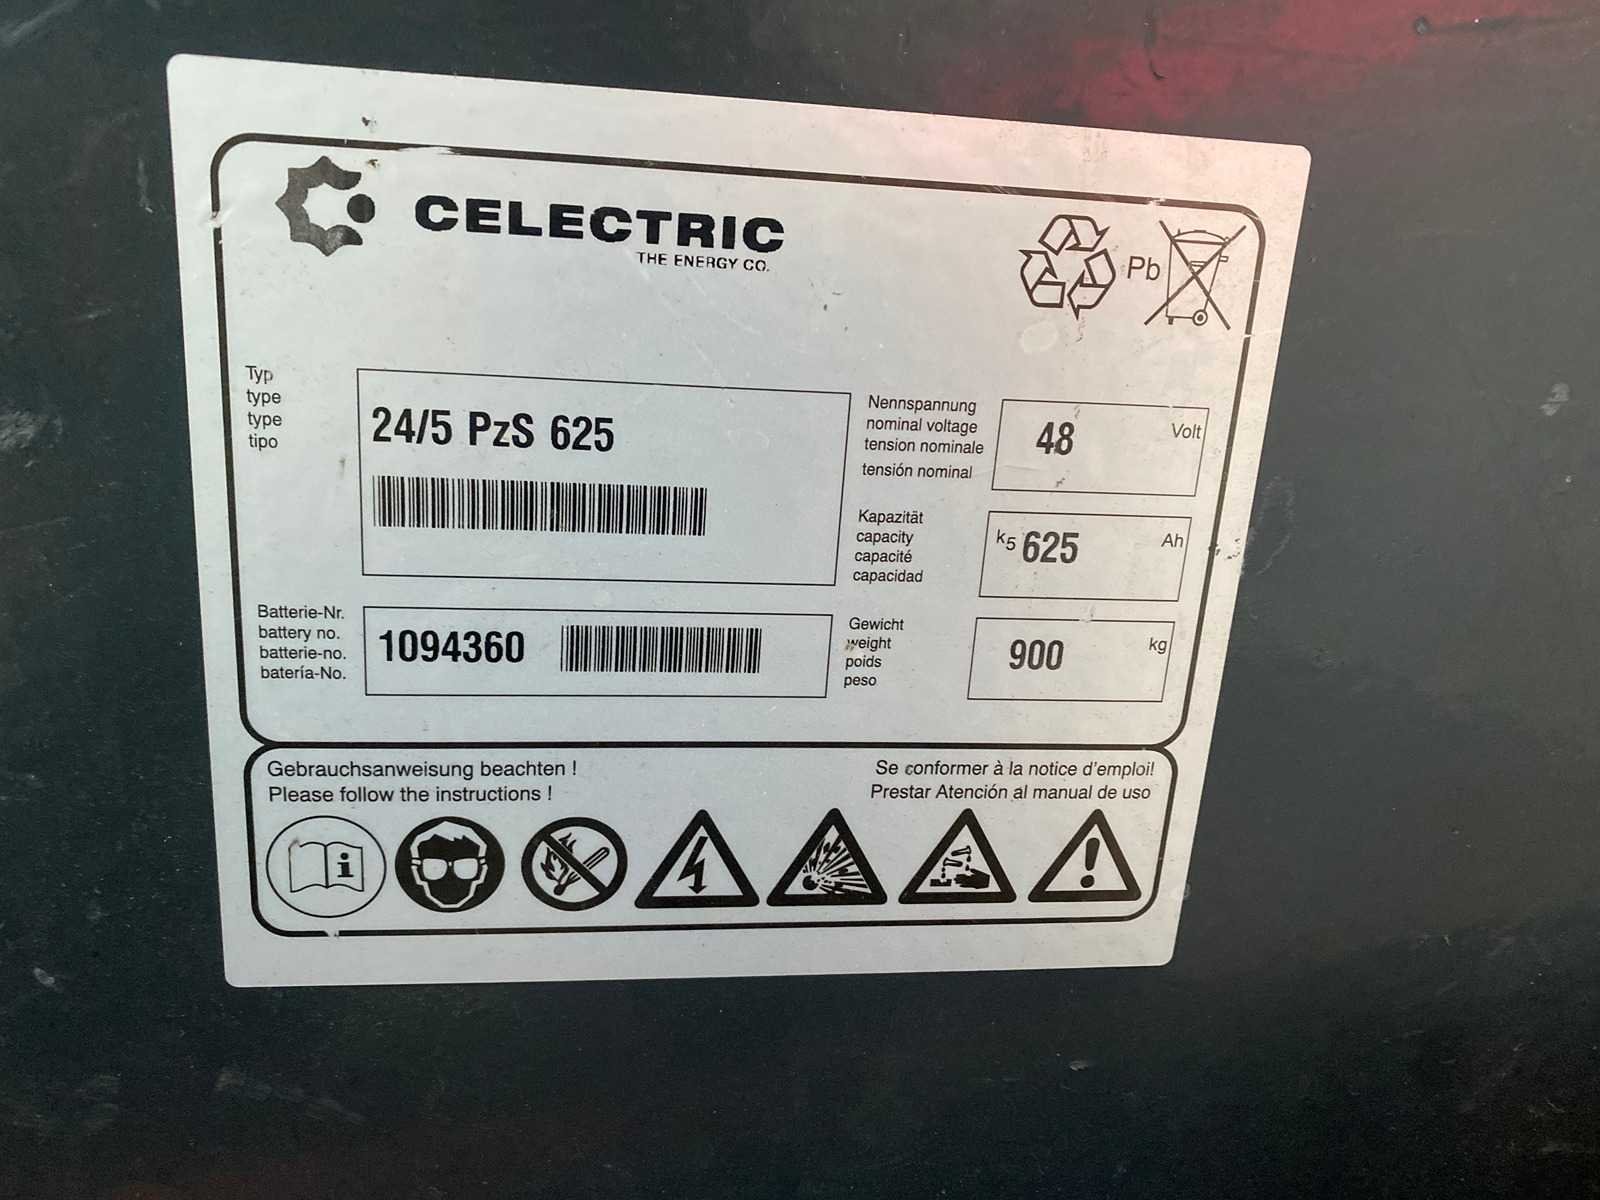 CELECTRIC
THE ENERGY CO.
Pb
Typ
type
type
tipo
24/5 PzS 625
Nennspannung
nominal voltage
tension nominale
tensión nominal
48 Volt
Kapazität
capacity
capacité
capacidad
k5 625 Ah
Batterie-Nr.
battery no.
batterie-no.
batería-No.
1094360
Gewicht
weight
poids
peso
900 kg
Gebrauchsanweisung beachten !
Please follow the instructions !
Se conformer à la notice d'emploi!
Prestar Atención al manual de uso
i